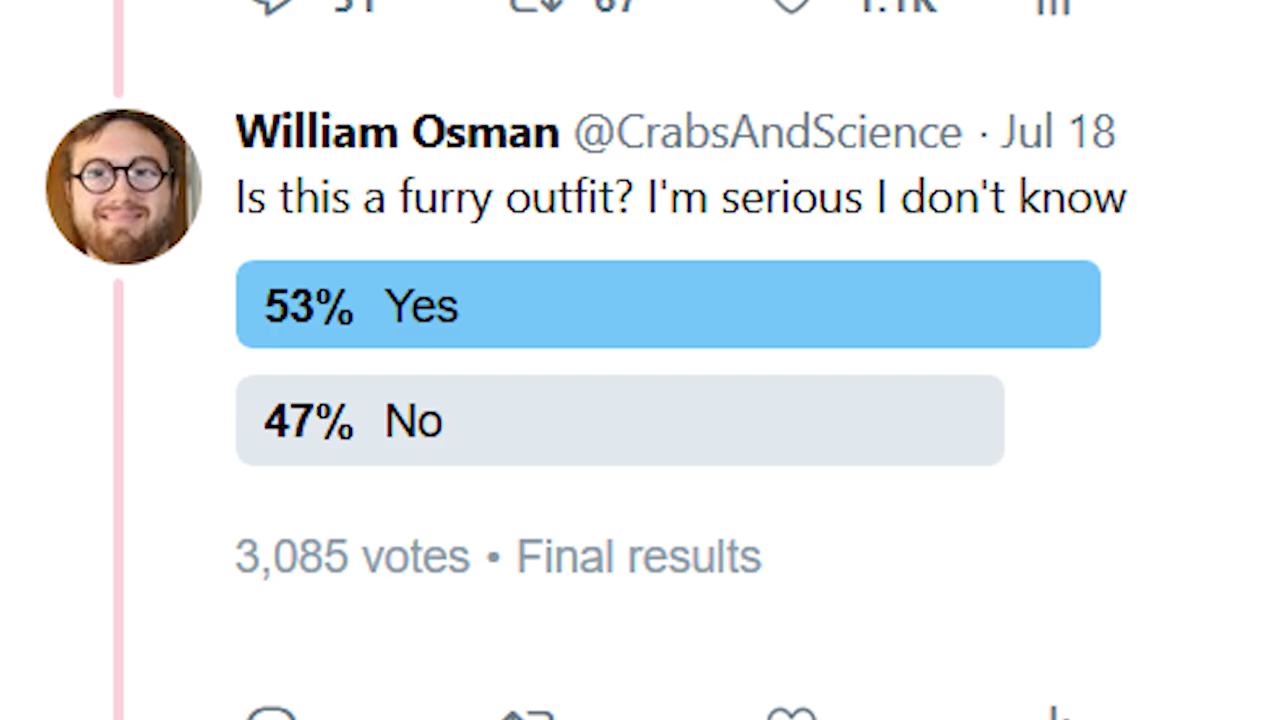 William Osman @CrabsAndScience · Jul 18
Is this a furry outfit? I'm serious I don't know
53% Yes
47% No
3,085 votes • Final results